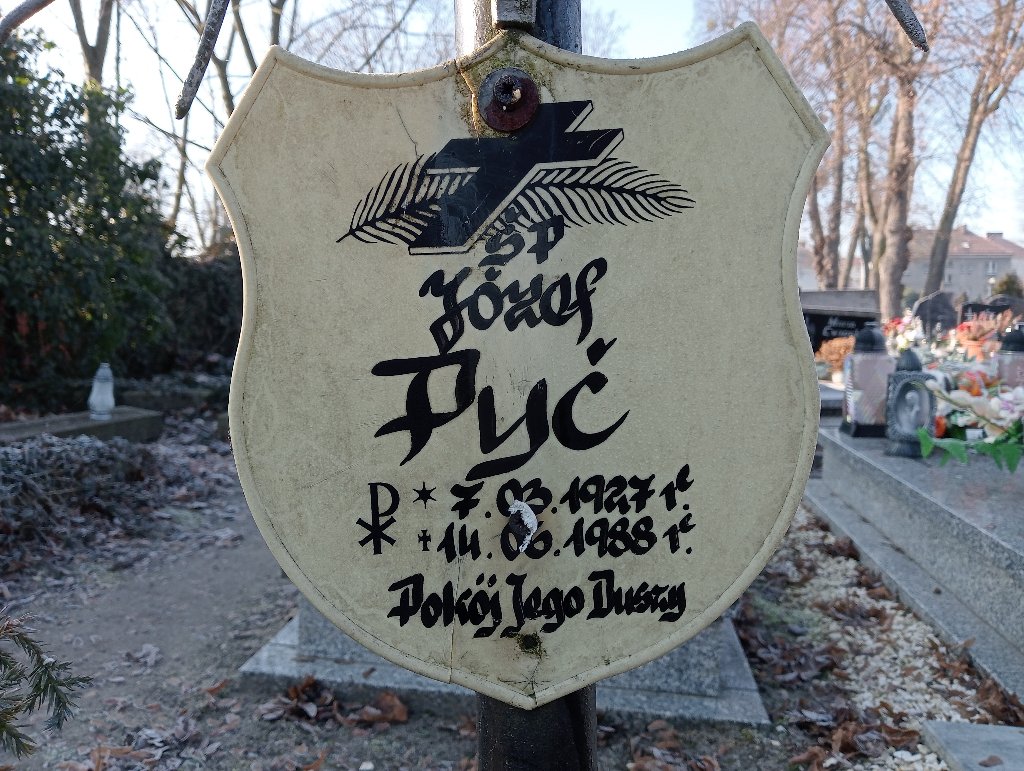 ŚP
Józef
Pyć
7.03.1927 r.
14.06.1988 r.
Pokój Jego Duszy